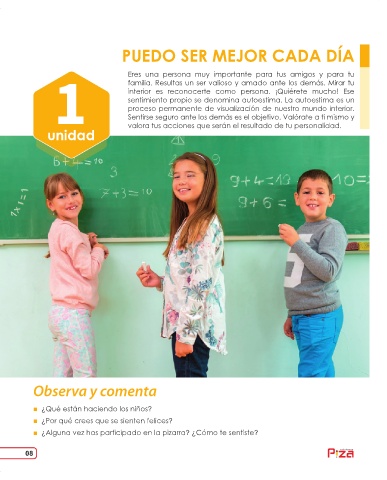 PUEDO SER MEJOR CADA DÍA
Eres una persona muy importante para tus amigos y para tu
familia. Resultas un ser valioso y amado ante los demás. Mirar tu
interior es reconocerte como persona. ¡Quiérete mucho! Ese
sentimiento propio se denomina autoestima. La autoestima es un
proceso permanente de visualización de nuestro mundo interior.
Sentirse seguro ante los demás es el objetivo. Valórate a ti mismo y
valora tus acciones que serán el resultado de tu personalidad.
1
unidad
6+4=10
3
9
7+3=10
7x1=1
9+4=10
9+6=
10=
Observa y comenta
¿Qué están haciendo los niños?
¿Por qué crees que se sienten felices?
¿Alguna vez has participado en la pizarra? ¿Cómo te sentiste?
08